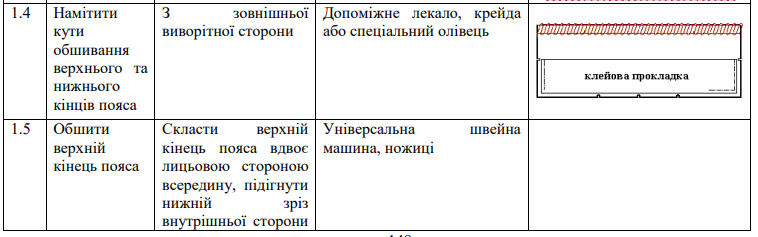 1.4
Намітити
кути
обшивання
верхнього та
нижнього
кінців пояса
З зовнішньої
виворітної сторони
Допоміжне лекало, крейда
або спеціальний олівець
клейова прокладка
1.5
Обшити
верхній
кінець пояса
Скласти верхній
кінець пояса вдвоє
лицьовою стороною
всередину, підігнути
нижній зріз
внутрішньої сторони
Універсальна швейна
машина, ножиці